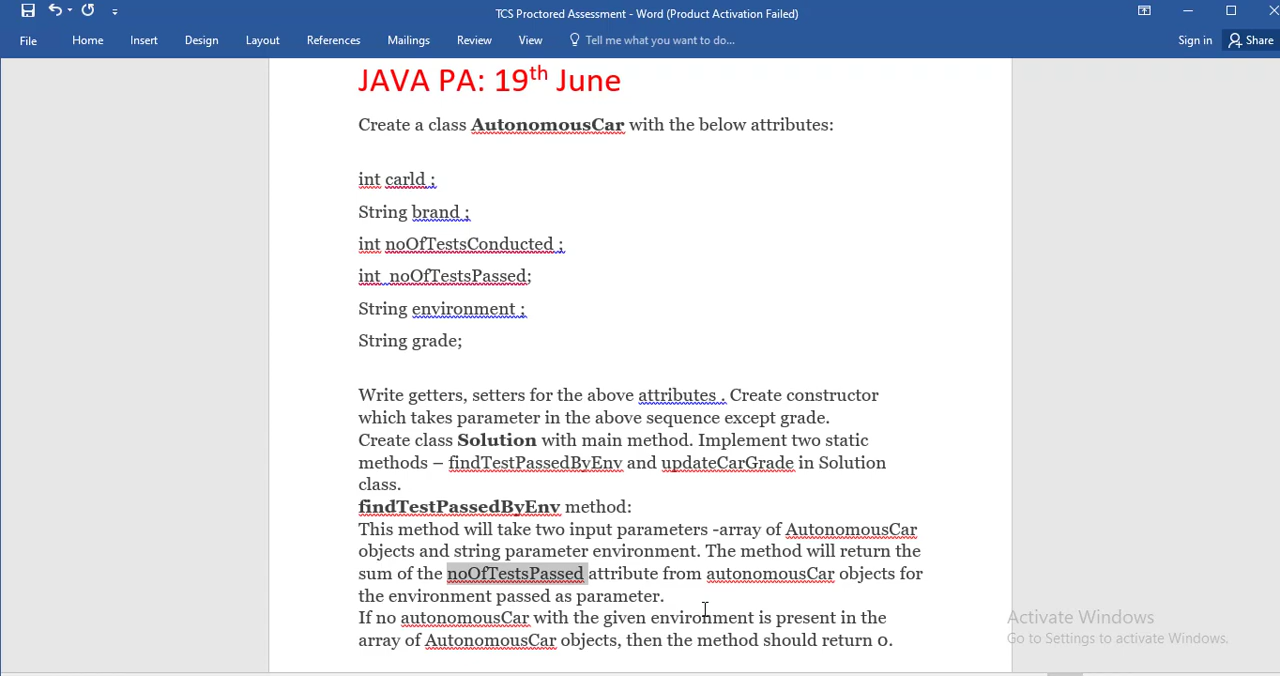 TCS Proctored Assessment - Word (Product Activation Failed)
File Home Insert Design Layout References Mailings Review View Tell me what you want to do... Sign in Share
JAVA PA: 19th June
Create a class AutonomousCar with the below attributes:
int carld ;
String brand ;
int noOfTestsConducted ;
int noOfTestsPassed;
String environment ;
String grade;
Write getters, setters for the above attributes . Create constructor
which takes parameter in the above sequence except grade.
Create class Solution with main method. Implement two static
methods – findTestPassedByEnv and updateCarGrade in Solution
class.
findTestPassedByEnv method:
This method will take two input parameters -array of AutonomousCar
objects and string parameter environment. The method will return the
sum of the noOfTestsPassed attribute from autonomousCar objects for
the environment passed as parameter.
If no autonomousCar with the given environment is present in the
array of AutonomousCar objects, then the method should return 0.
Activate Windows
Go to Settings to activate Windows.